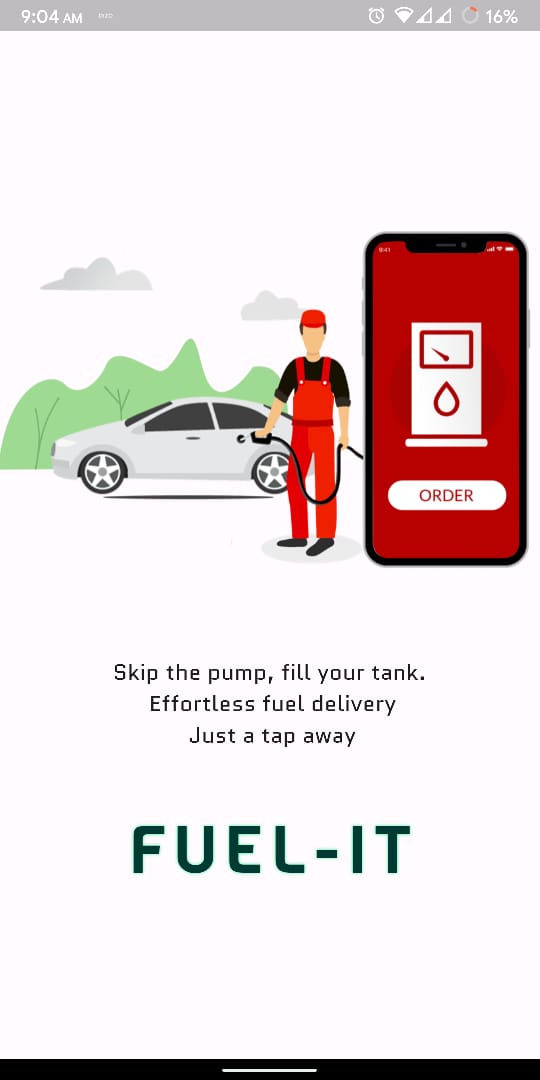 9:04 AM
16%
9:41
ORDER
Skip the pump, fill your tank.
Effortless fuel delivery
Just a tap away
FUEL-IT